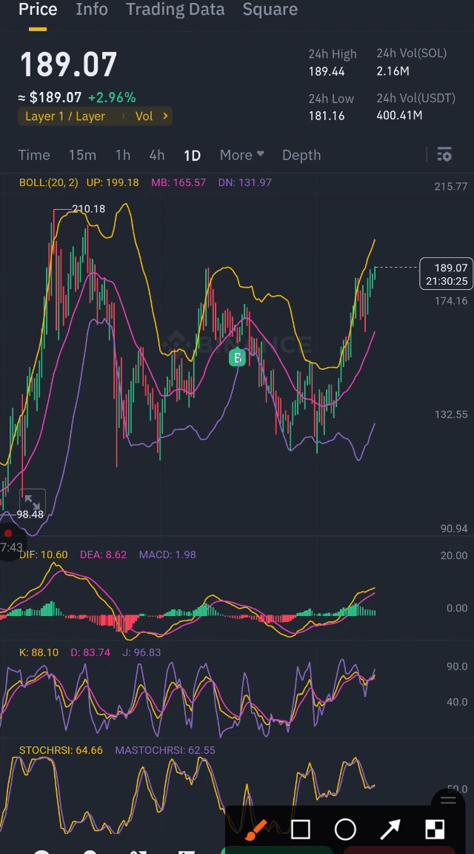 Price Info Trading Data Square
189.07
≈ $189.07 +2.96%
Layer 1 / Layer Vol >
24h High
189.44
24h Vol(SOL)
2.16M
24h Low
181.16
24h Vol(USDT)
400.41M
Time 15m 1h 4h 1D More Depth
BOLL:(20, 2) UP: 199.18 MB: 165.57 DN: 131.97
215.77
210.18
189.07
21:30:25
174.16
BINANCE
B
132.55
98.48
90.94
7:43
DIF: 10.60 DEA: 8.62 MACD: 1.98
20.00
0.00
K: 88.10 D: 83.74 J: 96.83
90.0
40.0
STOCHRSI: 64.66 MASTOCHRSI: 62.55
50.0